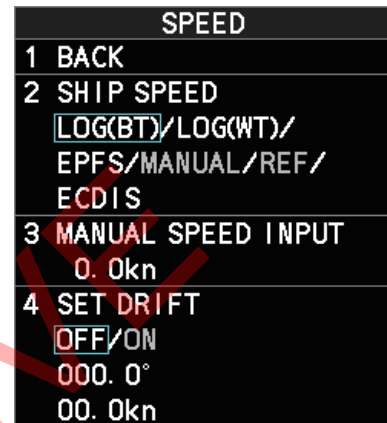 SPEED
1 BACK
2 SHIP SPEED
LOG(BT)/LOG(WT)/
EPFS/MANUAL/REF/
ECDIS
3 MANUAL SPEED INPUT
0.0kn
4 SET DRIFT
OFF/ON
000.0°
00.0kn